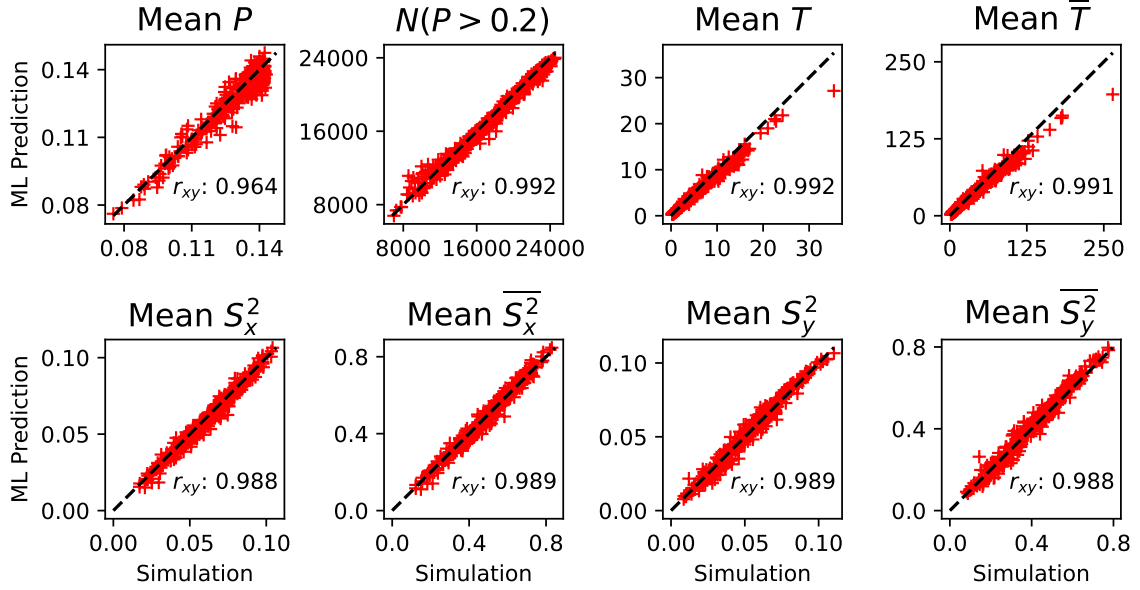 Mean P
N(P > 0.2)
Mean T
Mean T̅
ML Prediction
0.14
0.11
0.08
r_xy: 0.964
0.08 0.11 0.14
24000
16000
8000
r_xy: 0.992
8000 16000 24000
30
20
10
0
r_xy: 0.992
0 10 20 30
250
125
0
r_xy: 0.991
0 125 250
Mean S_x^2
Mean \overline{S_x^2}
Mean S_y^2
Mean \overline{S_y^2}
ML Prediction
0.10
0.05
0.00
r_xy: 0.988
0.00 0.05 0.10
Simulation
0.8
0.4
0.0
r_xy: 0.989
0.0 0.4 0.8
Simulation
0.10
0.05
0.00
r_xy: 0.989
0.00 0.05 0.10
Simulation
0.8
0.4
0.0
r_xy: 0.988
0.0 0.4 0.8
Simulation